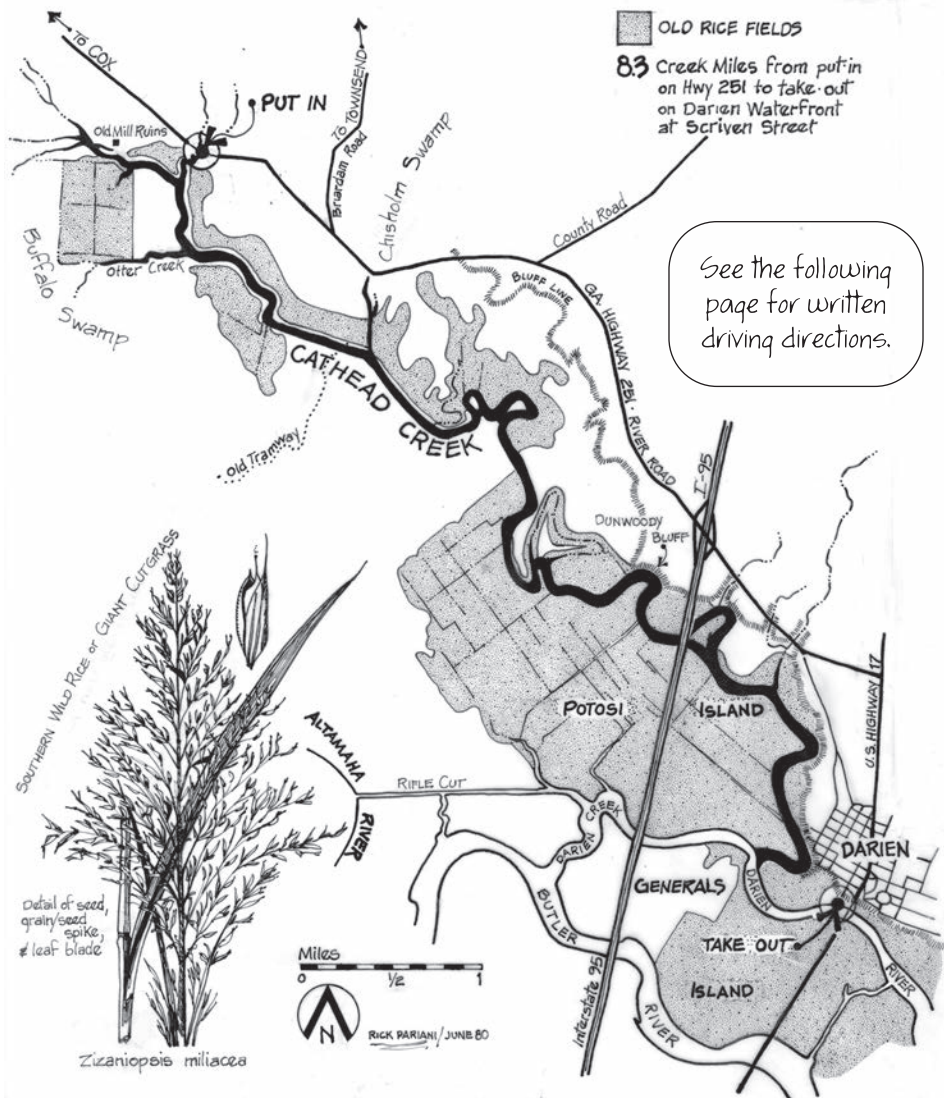 OLD RICE FIELDS
8.3 Creek Miles from put-in
on Hwy 251 to take-out
on Darien Waterfront
at Scriven Street
TO COX
PUT IN
Old Mill Ruins
TO TOWNSEND
Briardam Road
Chisholm Swamp
County Road
Buffalo
Swamp
Otter Creek
BLUFF LINE
GA. HIGHWAY 251 · RIVER ROAD
See the following
page for written
driving directions.
CATHEAD
CREEK
Old Tramway
I-95
DUNWOODY
BLUFF
SOUTHERN WILD RICE or GIANT CUTGRASS
POTOSI
ISLAND
U.S. HIGHWAY 17
ALTAMAHA
RIVER
RIFLE CUT
DARIEN CREEK
DARIEN
GENERALS
ISLAND
DARIEN
RIVER
BUTLER
RIVER
TAKE OUT
Interstate 95
Detail of seed,
grain/seed
spike,
& leaf blade
Miles
0 1/2 1
N
RICK PARIANI/JUNE 80
Zizaniopsis miliacea